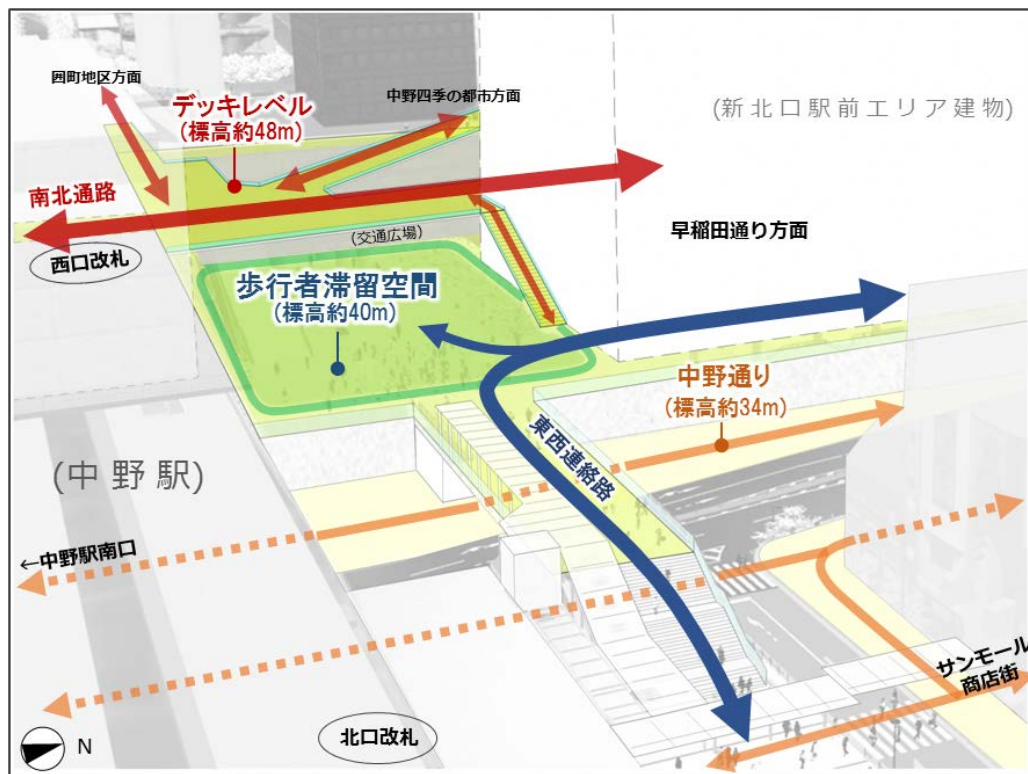 囲町地区方面
デッキレベル
(標高約48m)
中野四季の都市方面
(新北口駅前エリア建物)
南北通路
西口改札
(交通広場)
早稲田通り方面
歩行者滞留空間
(標高約40m)
中野通り
(標高約34m)
東西連絡路
(中野駅)
←中野駅南口
サンモール
商店街
北口改札
N